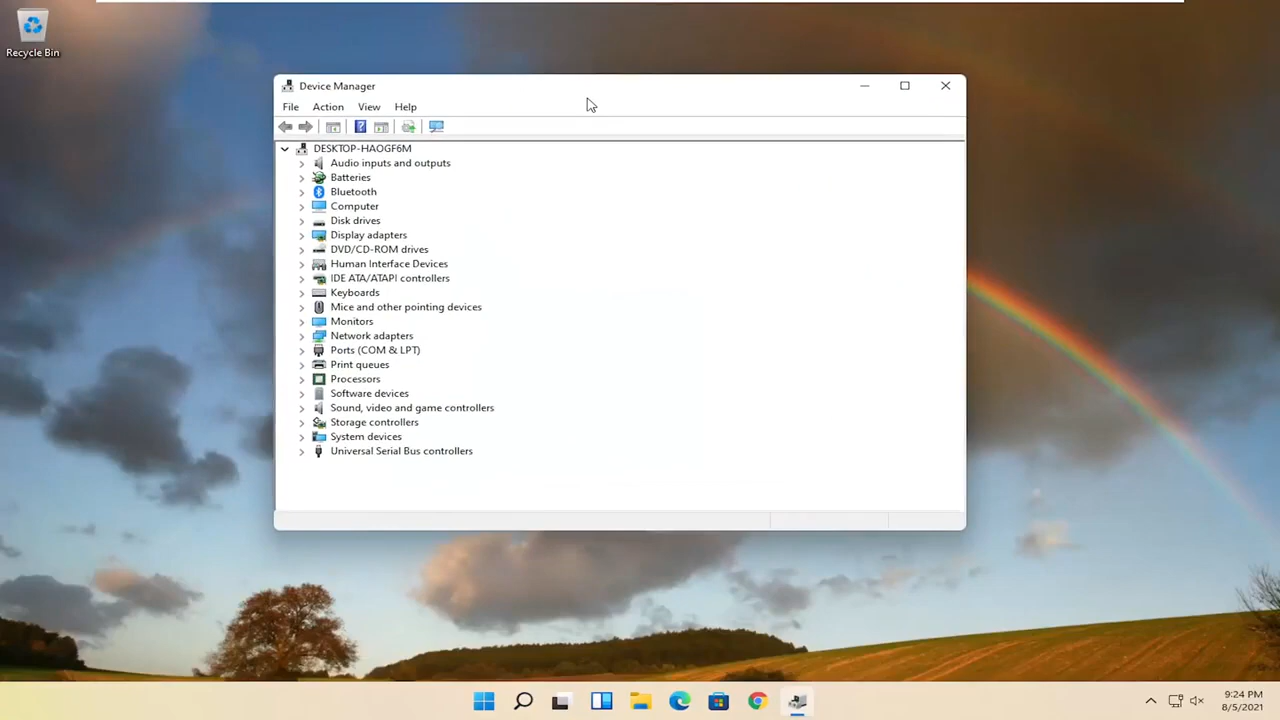 Recycle Bin
Device Manager
File Action View Help
DESKTOP-HAOGF6M
Audio inputs and outputs
Batteries
Bluetooth
Computer
Disk drives
Display adapters
DVD/CD-ROM drives
Human Interface Devices
IDE ATA/ATAPI controllers
Keyboards
Mice and other pointing devices
Monitors
Network adapters
Ports (COM & LPT)
Print queues
Processors
Software devices
Sound, video and game controllers
Storage controllers
System devices
Universal Serial Bus controllers
9:24 PM
8/5/2021